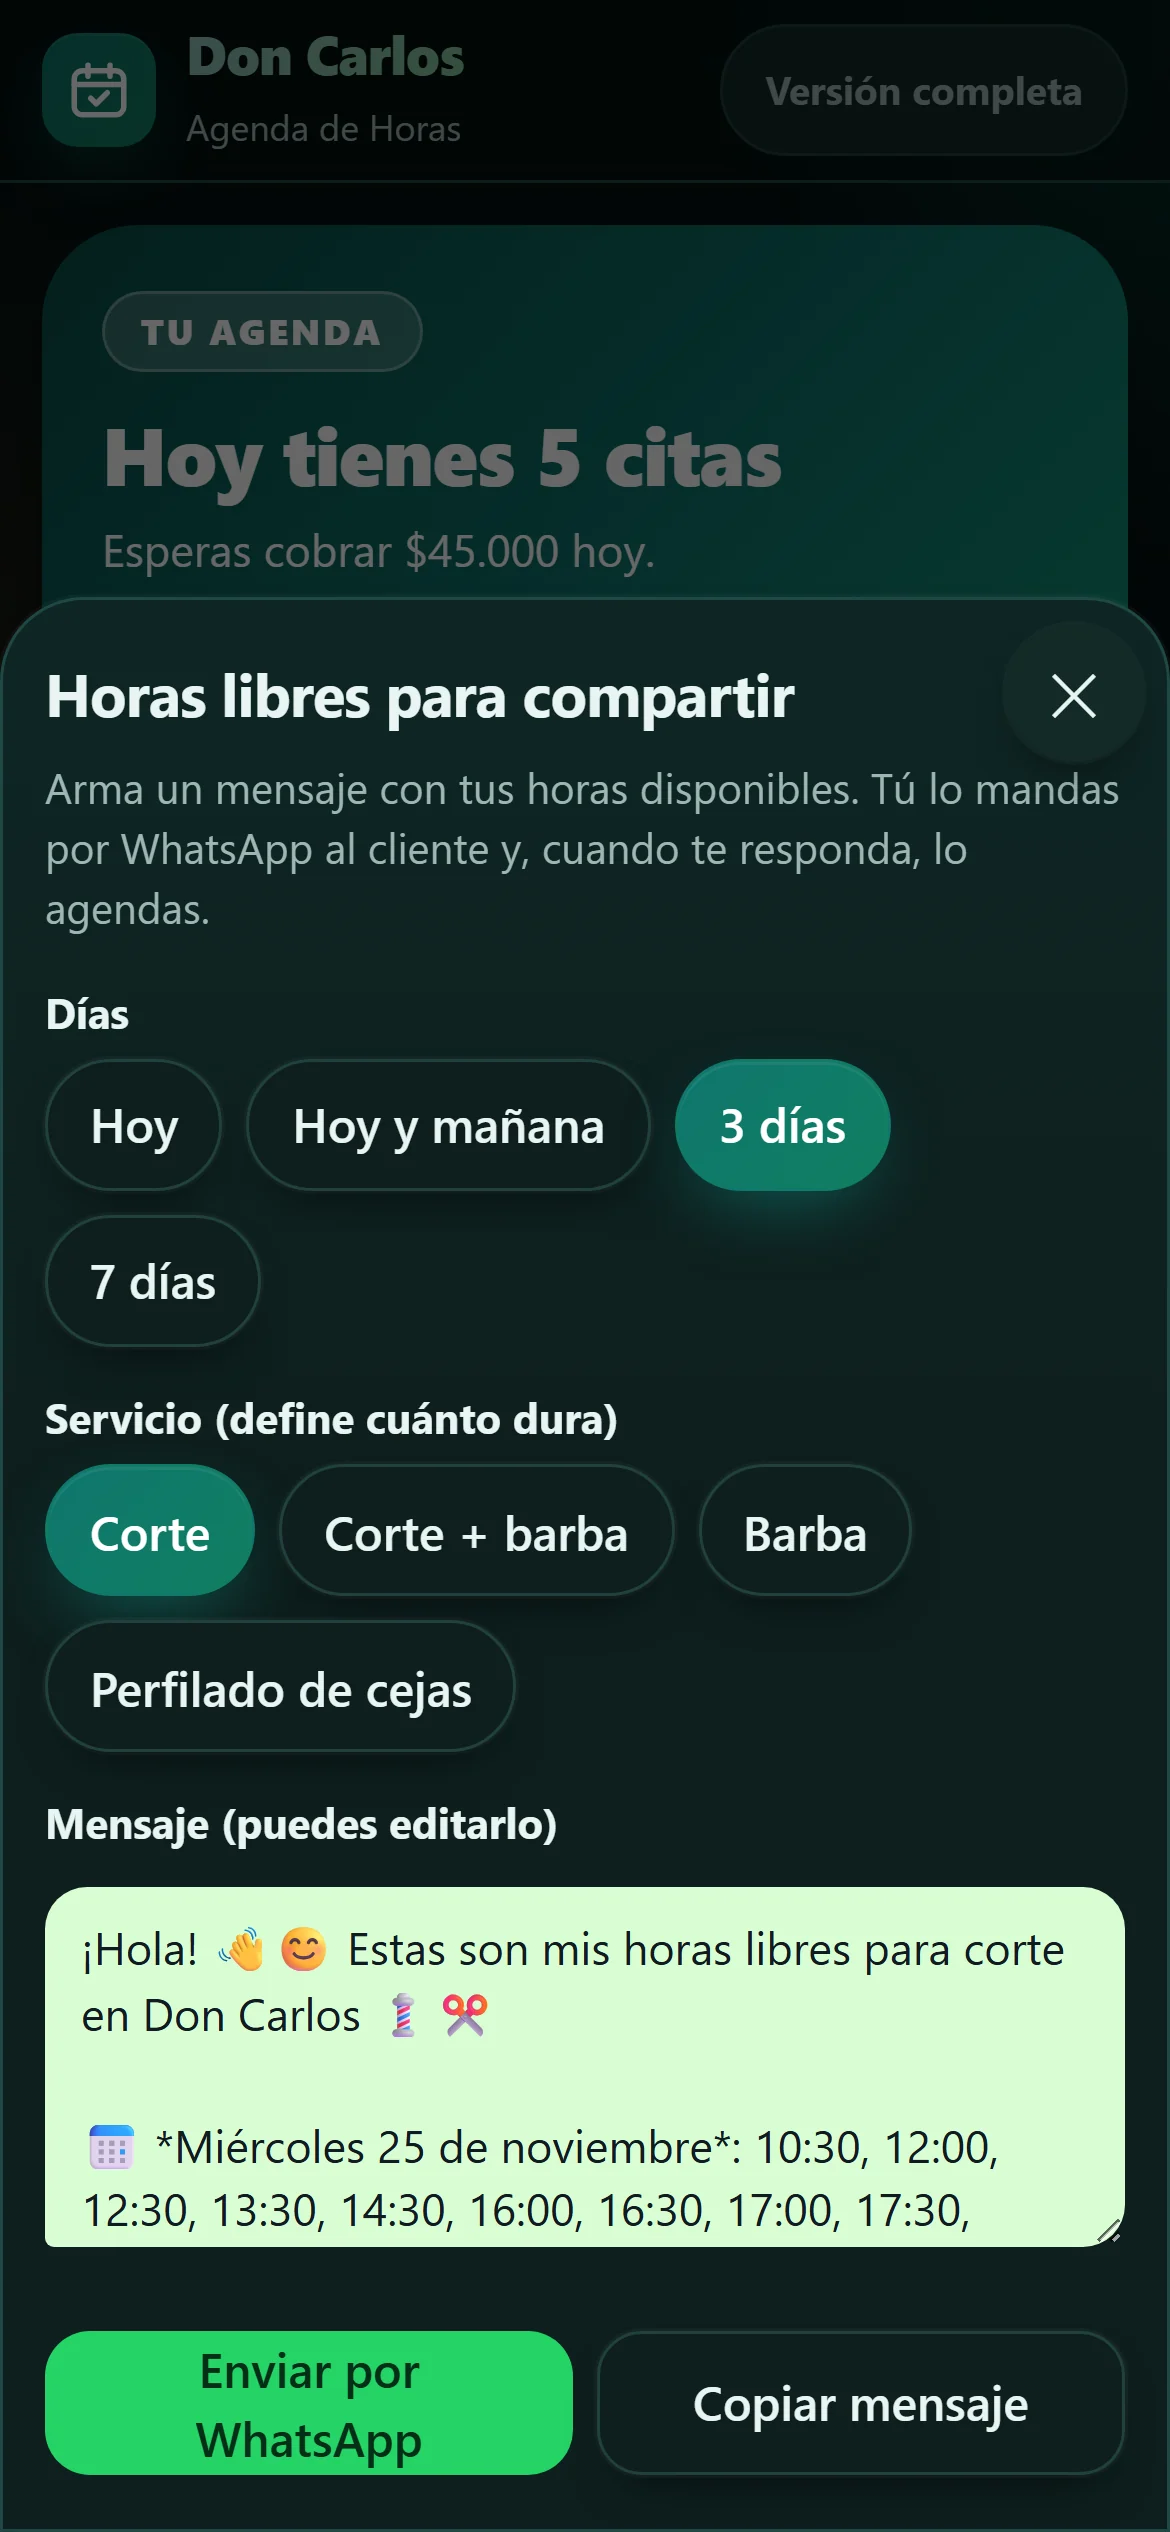 Don Carlos
Agenda de Horas
Versión completa
TU AGENDA
Hoy tienes 5 citas
Esperas cobrar $45.000 hoy.
Horas libres para compartir
Arma un mensaje con tus horas disponibles. Tú lo mandas
por WhatsApp al cliente y, cuando te responda, lo
agendas.
Días
Hoy
Hoy y mañana
3 días
7 días
Servicio (define cuánto dura)
Corte
Corte + barba
Barba
Perfilado de cejas
Mensaje (puedes editarlo)
¡Hola! 👋😊 Estas son mis horas libres para corte
en Don Carlos 💈✂️
🗓️ *Miércoles 25 de noviembre*: 10:30, 12:00,
12:30, 13:30, 14:30, 16:00, 16:30, 17:00, 17:30,
Enviar por
WhatsApp
Copiar mensaje